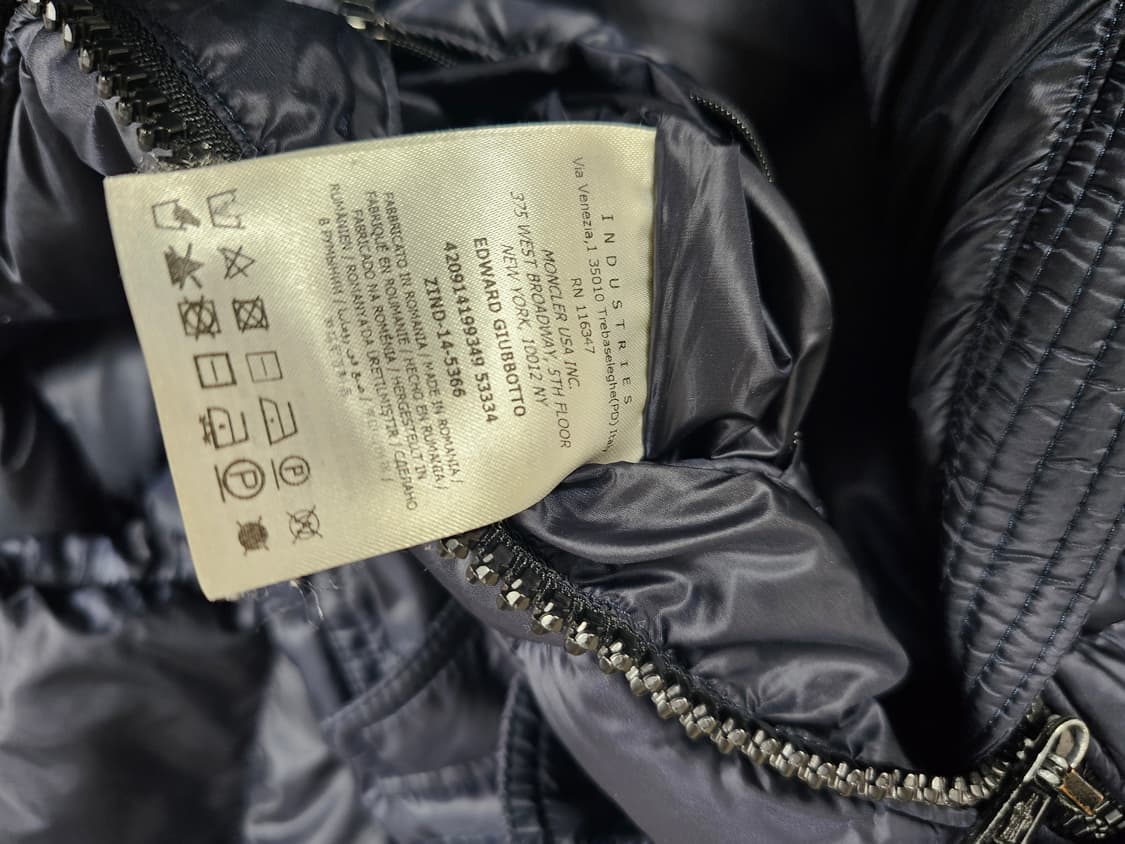 INDUSTRIES
Via Venezia,1 35010 Trebaseleghe(PD) Italy
RN 116347
MONCLER USA INC.
375 WEST BROADWAY, 5TH FLOOR
NEW YORK, 10012 NY
EDWARD GIUBBOTTO
420914199349 53334
ZIND-14-5366
FABBRICATO IN ROMANIA / MADE IN ROMANIA /
FABRIQUÉ EN ROUMANIE / HECHO EN RUMANIA /
FABRICADO NA ROMÉNIA / HERGESTELLT IN
RUMÄNIEN / ROMANYA'DA ÜRETILMIŞTIR / СДЕЛАНО
В РУМЫНИИ /